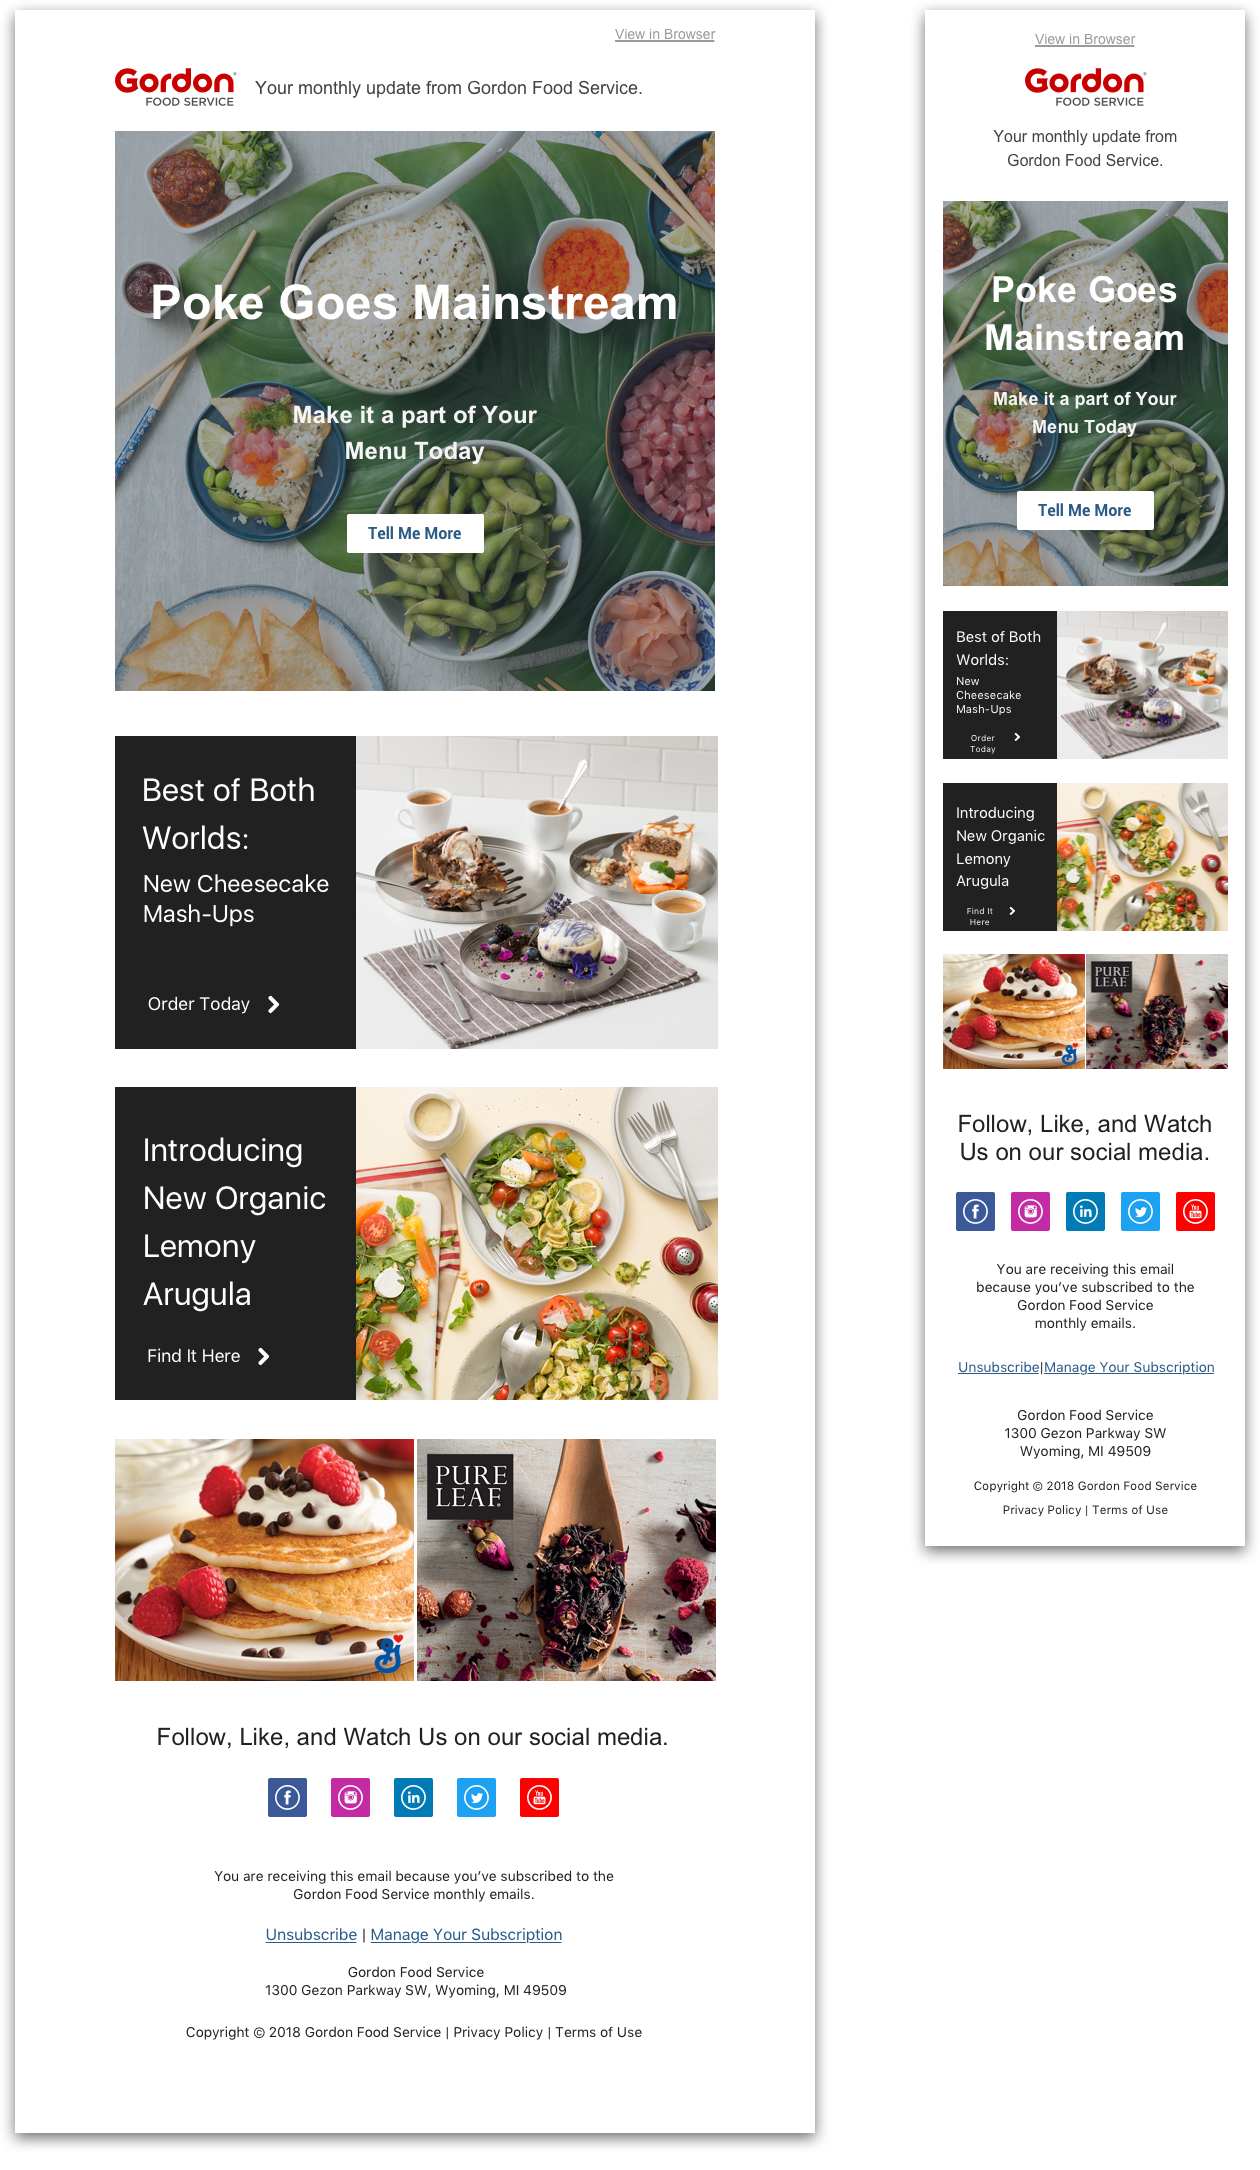 View in Browser
Gordon
FOOD SERVICE
Your monthly update from Gordon Food Service.
Poke Goes Mainstream
Make it a part of Your
Menu Today
Tell Me More
Best of Both
Worlds:
New Cheesecake
Mash-Ups
Order Today
Introducing
New Organic
Lemony
Arugula
Find It Here
PURE
LEAF
Follow, Like, and Watch Us on our social media.
f
in
You
Tube
You are receiving this email because you’ve subscribed to the
Gordon Food Service monthly emails.
Unsubscribe | Manage Your Subscription
Gordon Food Service
1300 Gezon Parkway SW, Wyoming, MI 49509
Copyright © 2018 Gordon Food Service | Privacy Policy | Terms of Use
View in Browser
Gordon
FOOD SERVICE
Your monthly update from
Gordon Food Service.
Poke Goes
Mainstream
Make it a part of Your
Menu Today
Tell Me More
Best of Both
Worlds:
New
Cheesecake
Mash-Ups
Order
Today
Introducing
New Organic
Lemony
Arugula
Find It
Here
PURE
LEAF
Follow, Like, and Watch
Us on our social media.
f
in
You
Tube
You are receiving this email
because you’ve subscribed to the
Gordon Food Service
monthly emails.
Unsubscribe|Manage Your Subscription
Gordon Food Service
1300 Gezon Parkway SW
Wyoming, MI 49509
Copyright © 2018 Gordon Food Service
Privacy Policy | Terms of Use